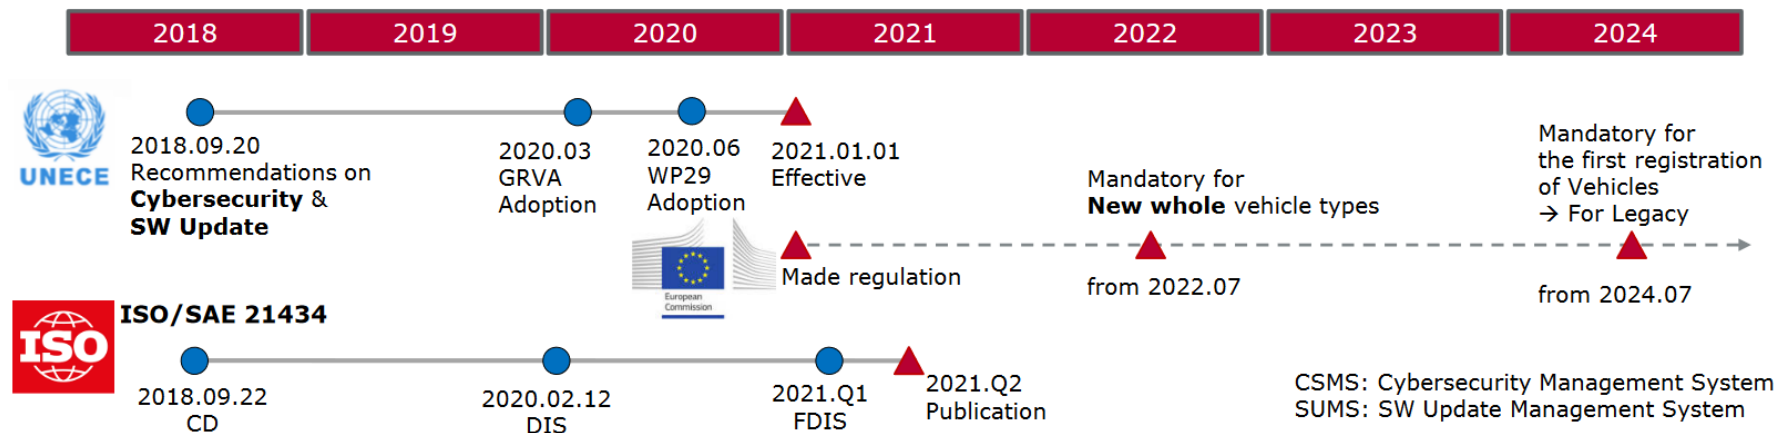 2018 2019 2020 2021 2022 2023 2024
UNECE
2018.09.20
Recommendations on
Cybersecurity &
SW Update
2020.03
GRVA
Adoption
2020.06
WP29
Adoption
2021.01.01
Effective
European
Commission
Made regulation
Mandatory for
New whole vehicle types
from 2022.07
Mandatory for
the first registration
of Vehicles
→ For Legacy
from 2024.07
ISO
ISO/SAE 21434
2018.09.22
CD
2020.02.12
DIS
2021.Q1
FDIS
2021.Q2
Publication
CSMS: Cybersecurity Management System
SUMS: SW Update Management System